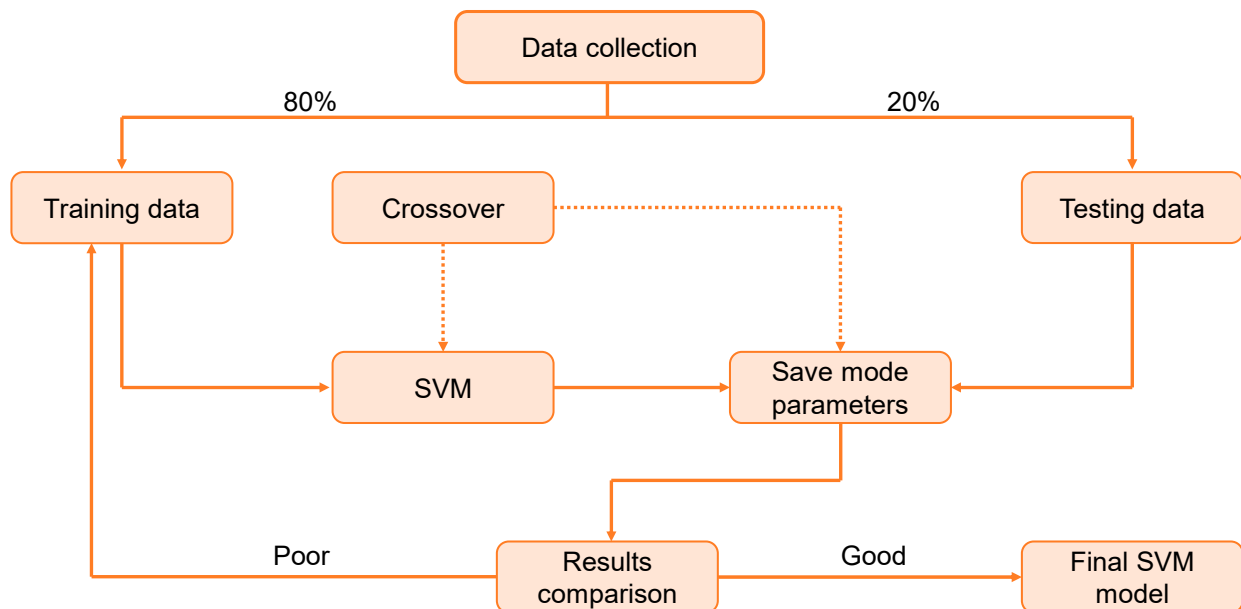 Data collection
80%
20%
Training data
Crossover
Testing data
SVM
Save mode
parameters
Poor
Results
comparison
Good
Final SVM
model